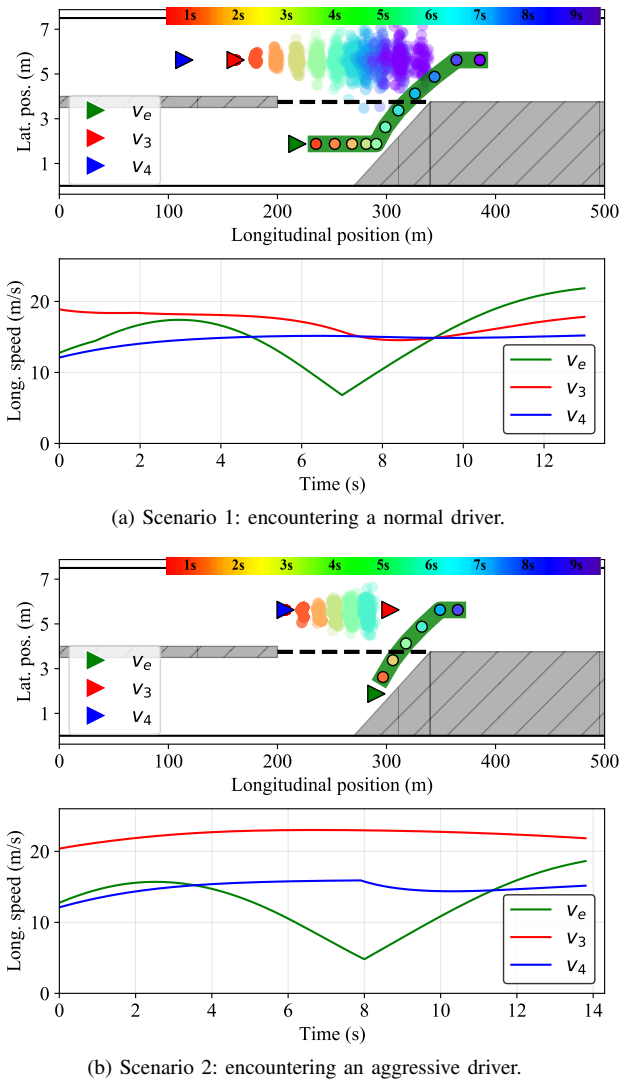 1s 2s 3s 4s 5s 6s 7s 8s 9s
7
5
3
1
Lat. pos. (m)
v_e
v_3
v_4
0 100 200 300 400 500
Longitudinal position (m)
20
10
0
Long. speed (m/s)
v_e
v_3
v_4
0 2 4 6 8 10 12
Time (s)
(a) Scenario 1: encountering a normal driver.
1s 2s 3s 4s 5s 6s 7s 8s 9s
7
5
3
1
Lat. pos. (m)
v_e
v_3
v_4
0 100 200 300 400 500
Longitudinal position (m)
20
10
0
Long. speed (m/s)
v_e
v_3
v_4
0 2 4 6 8 10 12 14
Time (s)
(b) Scenario 2: encountering an aggressive driver.